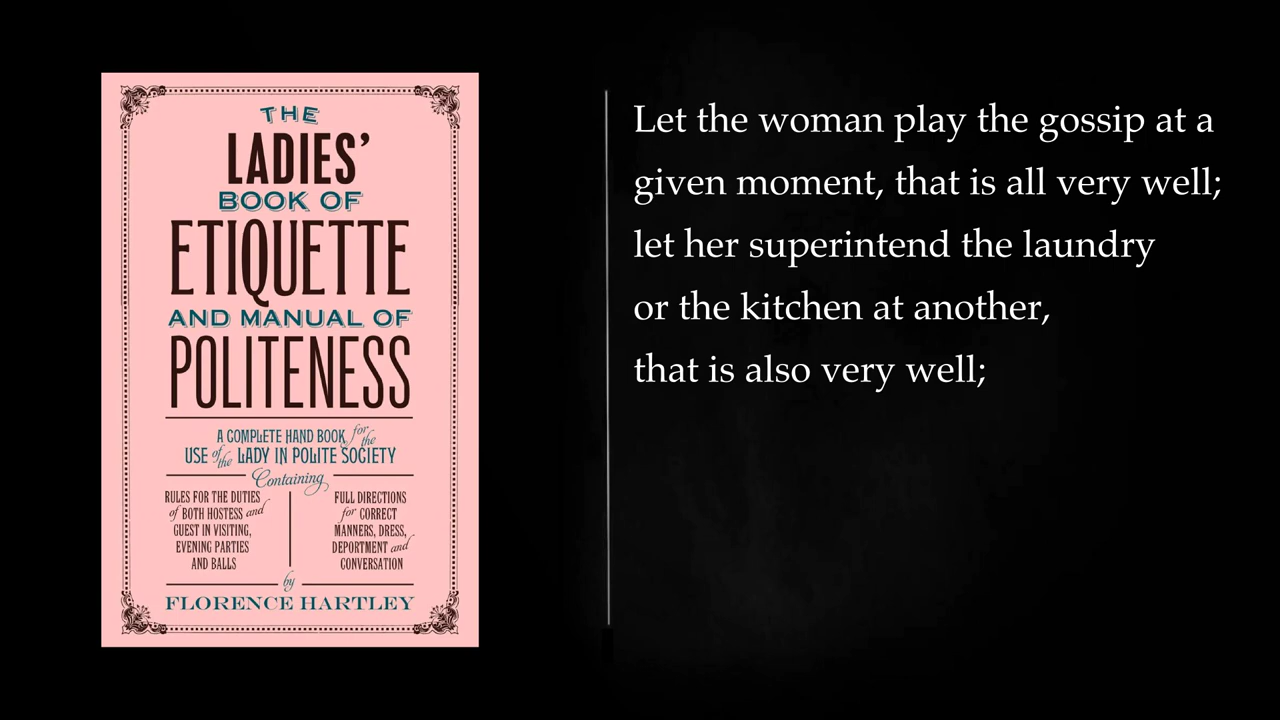 THE
LADIES'
BOOK OF
ETIQUETTE
AND MANUAL OF
POLITENESS
A COMPLETE HAND BOOK for the
USE of the LADY IN POLITE SOCIETY
Containing
RULES FOR THE DUTIES
of BOTH HOSTESS and
GUEST IN VISITING,
EVENING PARTIES
AND BALLS
FULL DIRECTIONS
for CORRECT
MANNERS, DRESS,
DEPORTMENT and
CONVERSATION
by
FLORENCE HARTLEY
Let the woman play the gossip at a
given moment, that is all very well;
let her superintend the laundry
or the kitchen at another,
that is also very well;